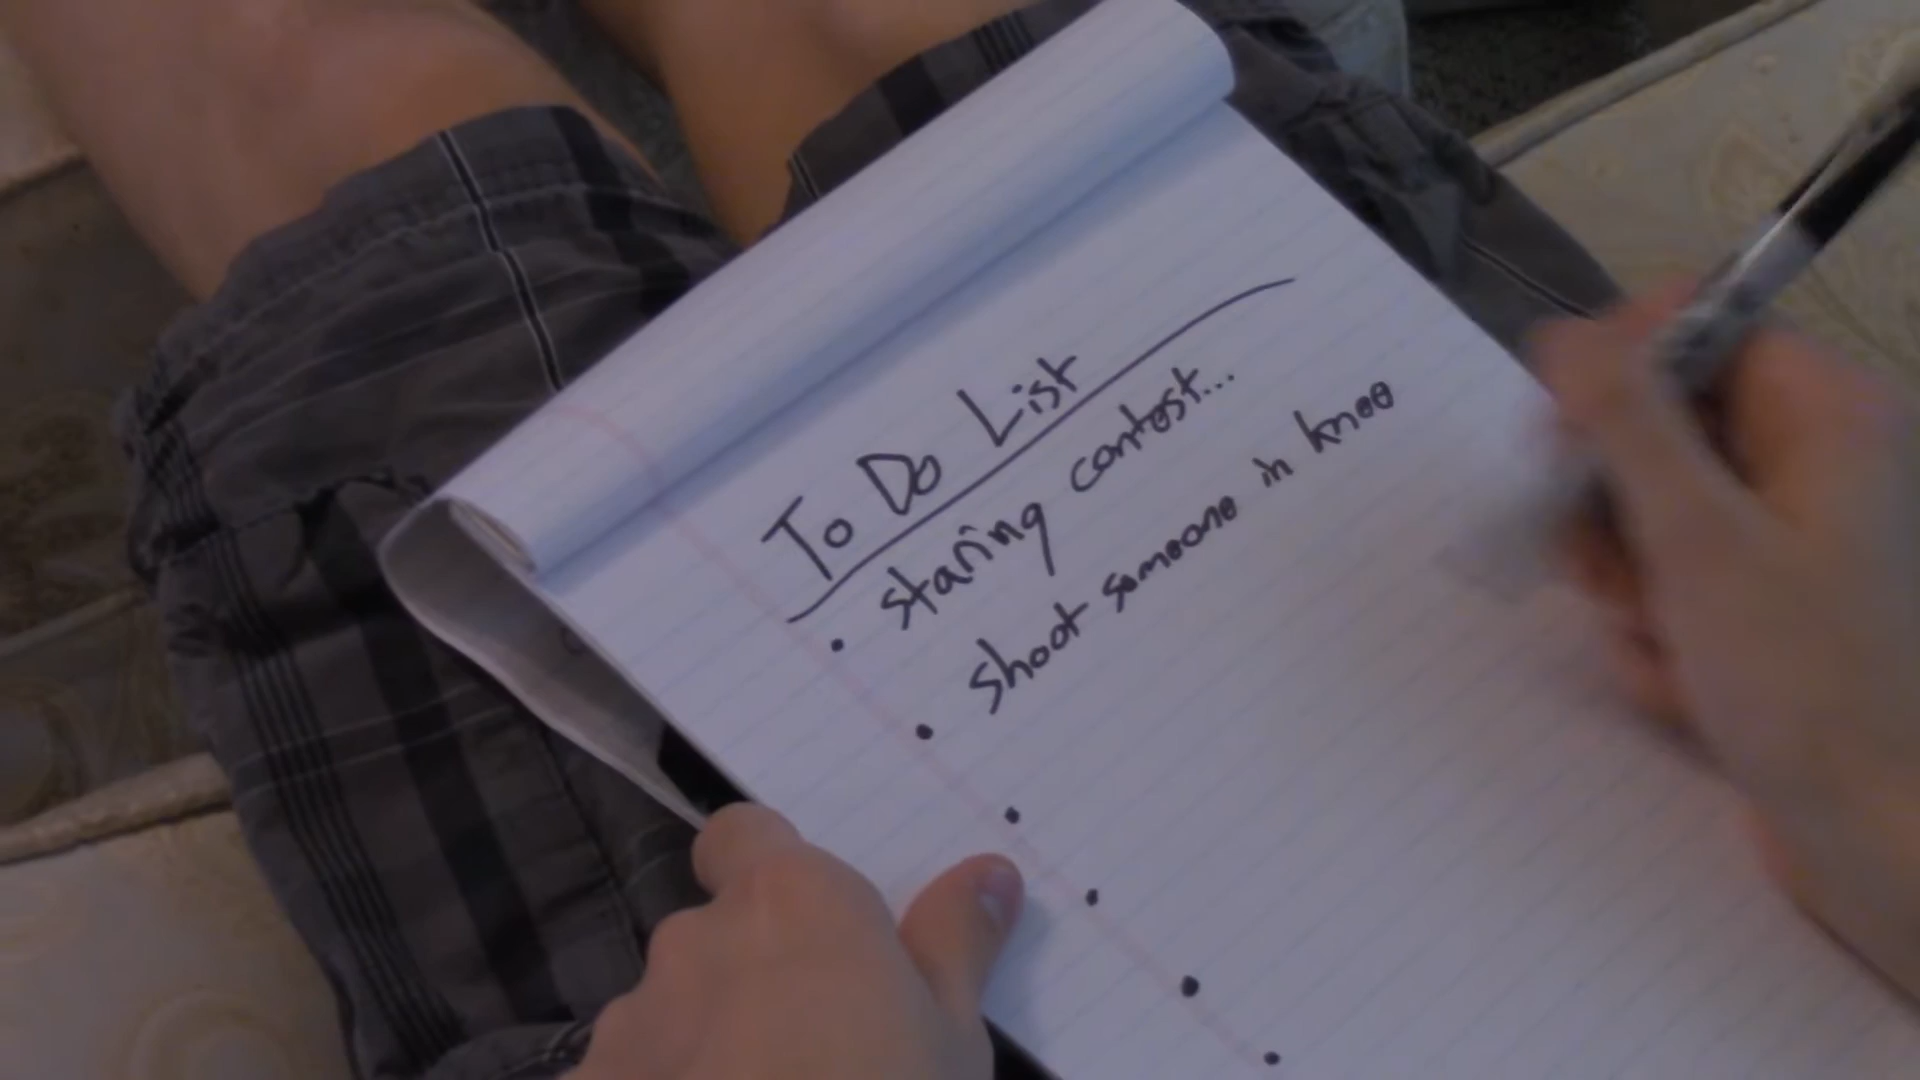 To Do List
• staring contest...
• shoot someone in knee
•
•
•
•